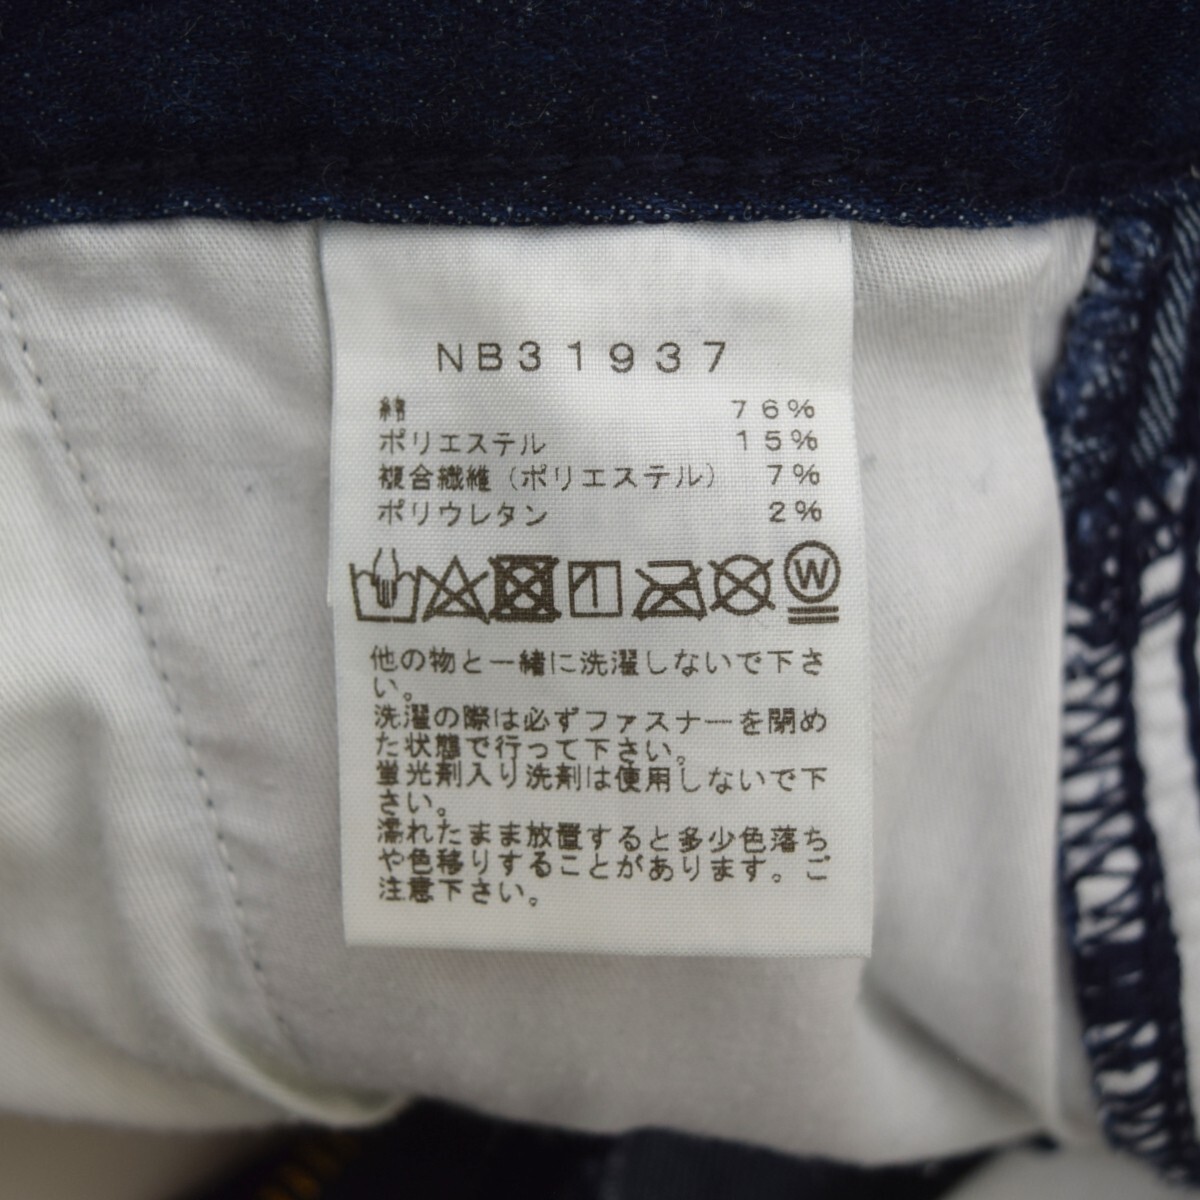 NB31937
綿 76%
ポリエステル 15%
複合繊維(ポリエステル) 7%
ポリウレタン 2%
W
他の物と一緒に洗濯しないで下さ
い。
洗濯の際は必ずファスナーを閉め
た状態で行って下さい。
蛍光剤入り洗剤は使用しないで下
さい。
濡れたまま放置すると多少色落ち
や色移りすることがあります。ご
注意下さい。